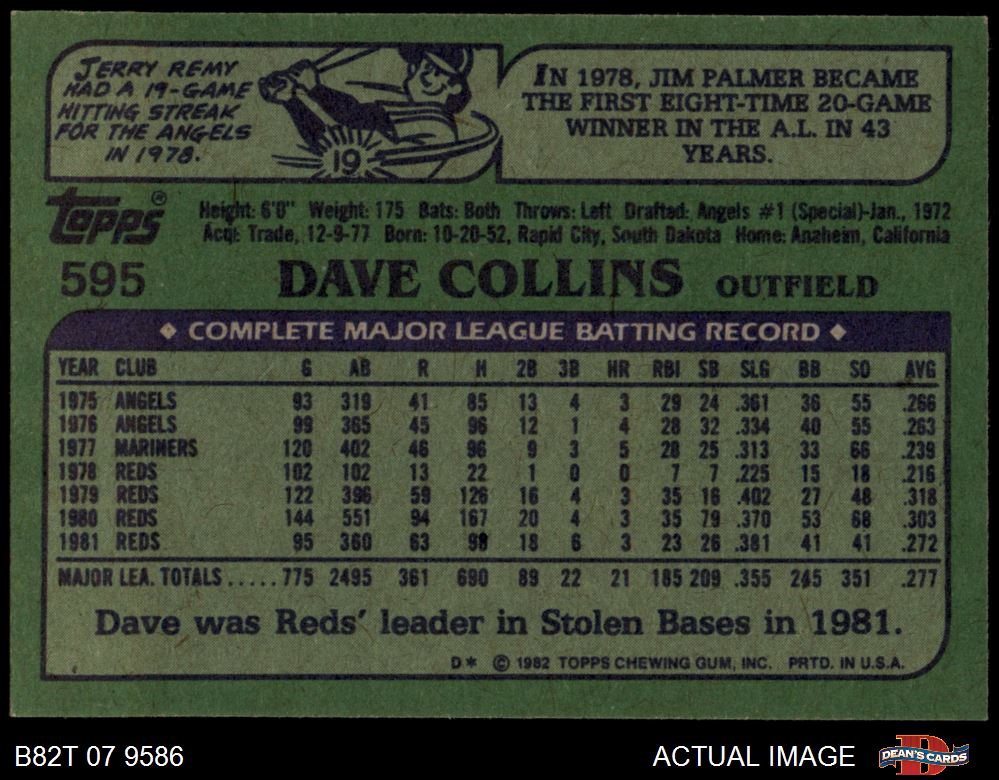 JERRY REMY
HAD A 19-GAME
HITTING STREAK
FOR THE ANGELS
IN 1978.
19
IN 1978, JIM PALMER BECAME
THE FIRST EIGHT-TIME 20-GAME
WINNER IN THE A.L. IN 43
YEARS.
Topps®
Height: 6'0" Weight: 175 Bats: Both Throws: Left Drafted: Angels #1 (Special)-Jan., 1972
Acq: Trade, 12-9-77 Born: 10-20-52, Rapid City, South Dakota Home: Anaheim, California
595 DAVE COLLINS OUTFIELD
◆ COMPLETE MAJOR LEAGUE BATTING RECORD ◆
YEAR CLUB G AB R H 2B 3B HR RBI SB SLG BB SO AVG
1975 ANGELS 93 319 41 85 13 4 3 29 24 .361 36 55 .266
1976 ANGELS 99 365 45 96 12 1 4 28 32 .334 40 55 .263
1977 MARINERS 120 402 46 96 9 3 5 28 25 .313 33 66 .239
1978 REDS 102 102 13 22 1 0 0 7 7 .225 15 18 .216
1979 REDS 122 396 59 126 16 4 3 35 16 .402 27 48 .318
1980 REDS 144 551 94 167 20 4 3 35 79 .370 53 68 .303
1981 REDS 95 360 63 98 18 6 3 23 26 .381 41 41 .272
MAJOR LEA. TOTALS.....775 2495 361 690 89 22 21 185 209 .355 245 351 .277
Dave was Reds' leader in Stolen Bases in 1981.
D* © 1982 TOPPS CHEWING GUM, INC. PRTD. IN U.S.A.
B82T 07 9586 ACTUAL IMAGE DEAN'S CARDS